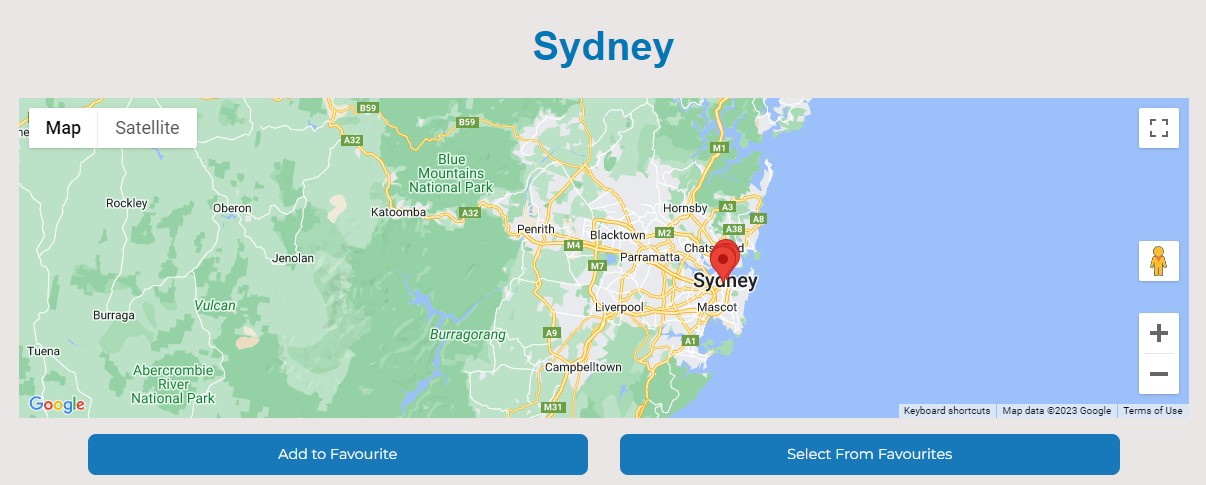 Sydney
Map Satellite
B59
B59
A32
M1
Blue
Mountains
National Park
Rockley
Oberon
Katoomba
A32
Hornsby
A3
A8
Penrith
Blacktown
M2
A38
M4
Parramatta
Jenolan
M7
Sydney
Vulcan
Liverpool
Mascot
Burraga
Burragorang
A9
A1
Tuena
Campbelltown
Abercrombie
River
National Park
Google
M31
Keyboard shortcuts Map data ©2023 Google Terms of Use
Add to Favourite
Select From Favourites